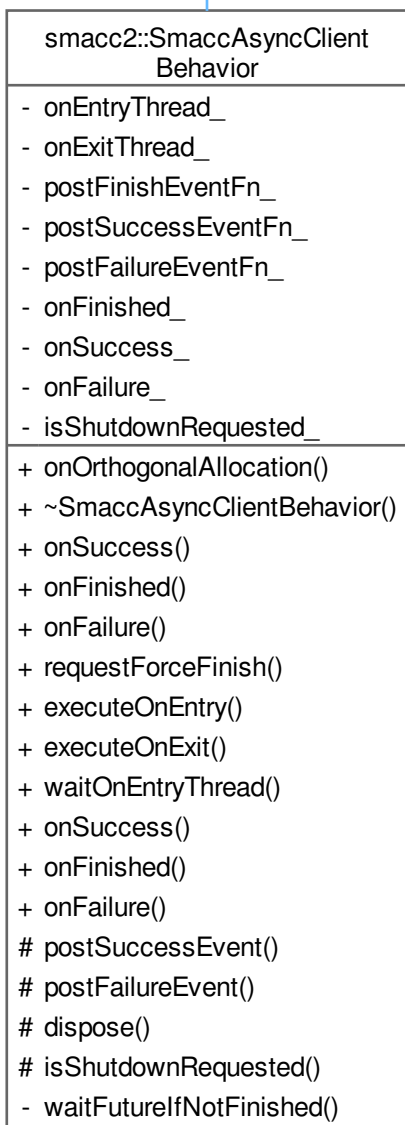 smacc2::SmaccAsyncClient
Behavior
- onEntryThread_
- onExitThread_
- postFinishEventFn_
- postSuccessEventFn_
- postFailureEventFn_
- onFinished_
- onSuccess_
- onFailure_
- isShutdownRequested_
+ onOrthogonalAllocation()
+ ~SmaccAsyncClientBehavior()
+ onSuccess()
+ onFinished()
+ onFailure()
+ requestForceFinish()
+ executeOnEntry()
+ executeOnExit()
+ waitOnEntryThread()
+ onSuccess()
+ onFinished()
+ onFailure()
# postSuccessEvent()
# postFailureEvent()
# dispose()
# isShutdownRequested()
- waitFutureIfNotFinished()